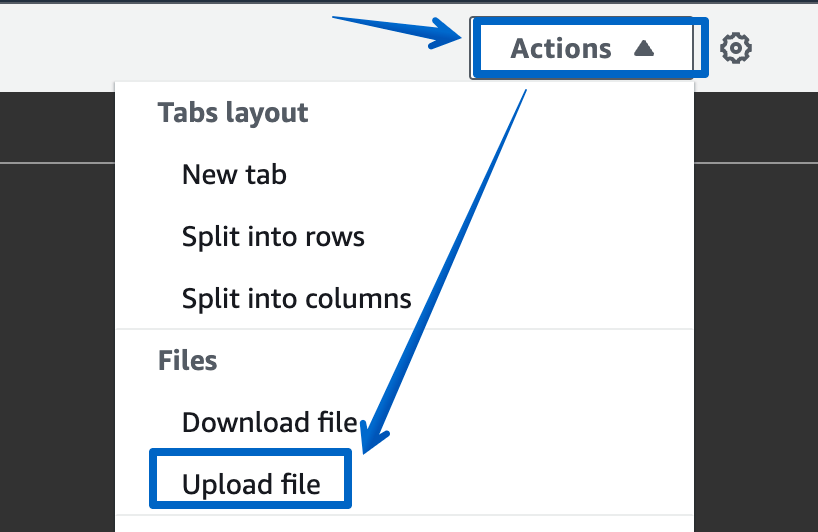 Actions
Tabs layout
New tab
Split into rows
Split into columns
Files
Download file
Upload file